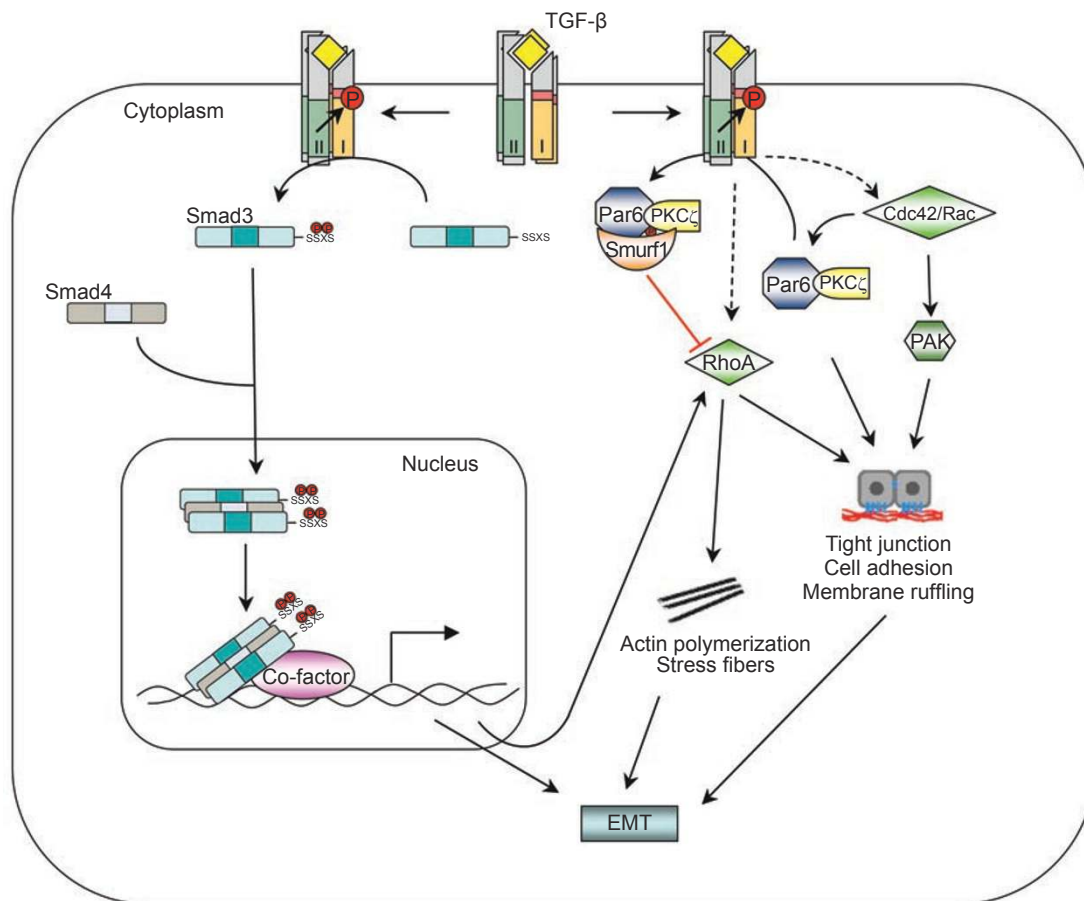 TGF-β
Cytoplasm
P
II
I
II
I
P
II
I
Smad3
P P
SSXS
SSXS
Par6
PKCζ
P
Smurf1
Cdc42/Rac
Smad4
Par6
PKCζ
RhoA
PAK
Nucleus
P P
SSXS
P P
SSXS
Tight junction
Cell adhesion
Membrane ruffling
P P
SSXS
P P
SSXS
Co-factor
Actin polymerization
Stress fibers
EMT